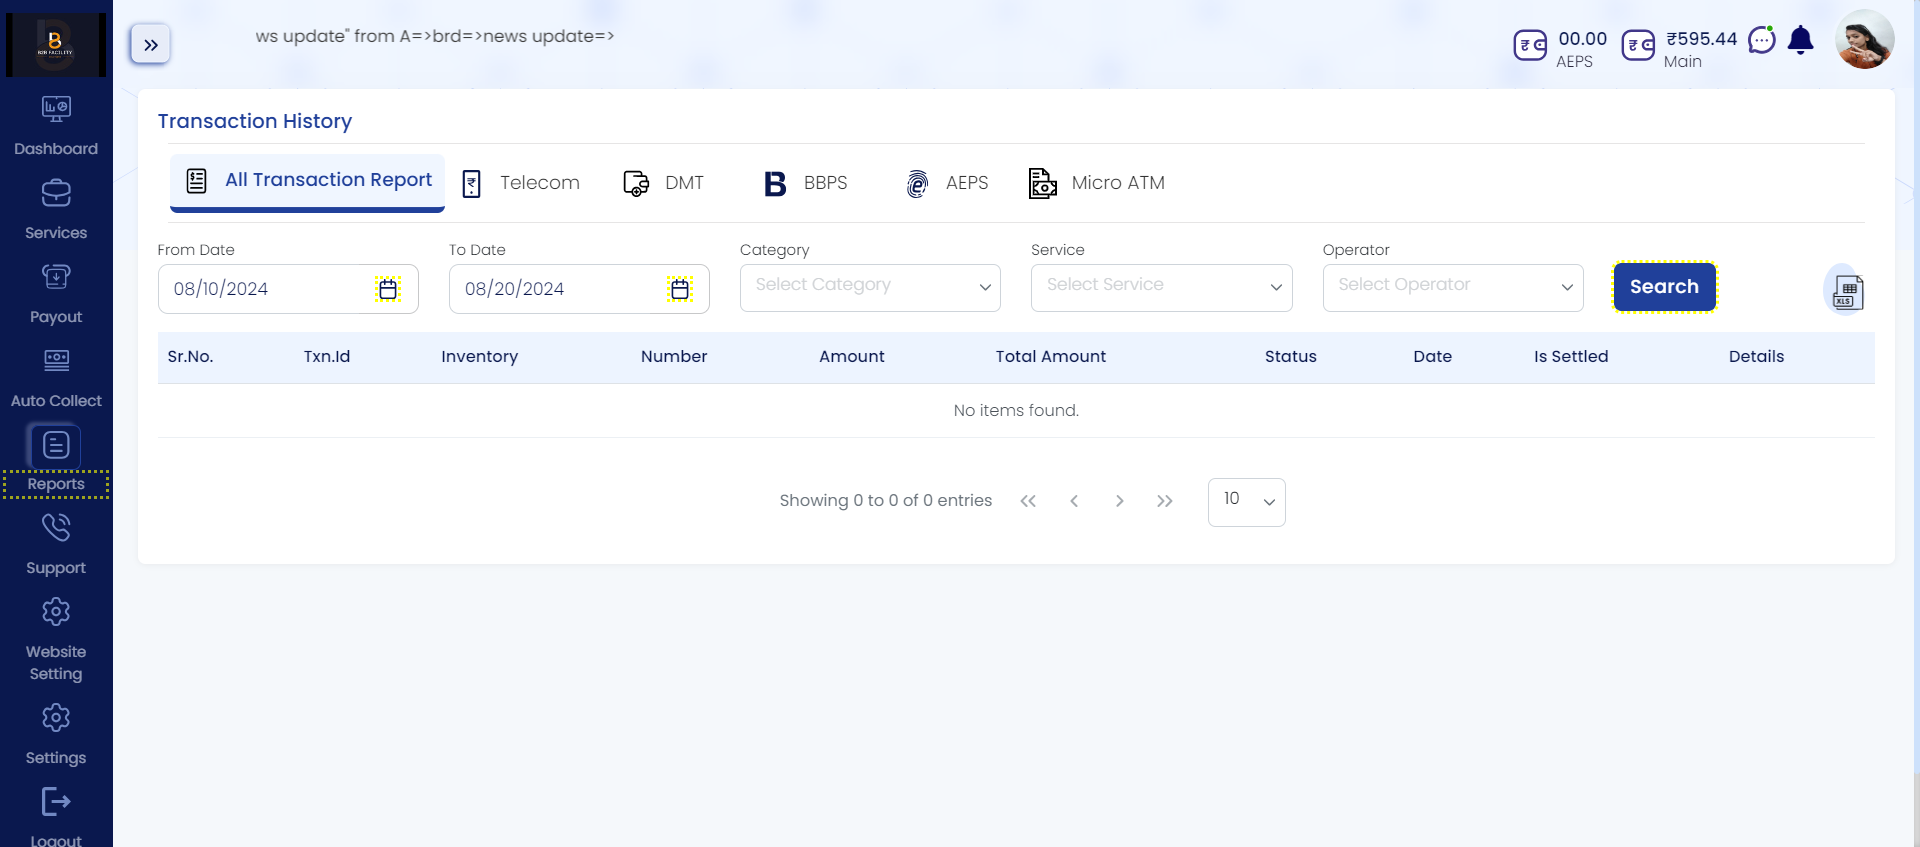 B2B FACILITY
ws update" from A=>brd=>news update=>
00.00
AEPS
₹595.44
Main
Dashboard
Services
Payout
Auto Collect
Reports
Support
Website
Setting
Settings
Logout
Transaction History
All Transaction Report
Telecom
DMT
BBPS
AEPS
Micro ATM
From Date
To Date
Category
Service
Operator
08/10/2024
08/20/2024
Select Category
Select Service
Select Operator
Search
XLS
Sr.No. Txn.Id Inventory Number Amount Total Amount Status Date Is Settled Details
No items found.
Showing 0 to 0 of 0 entries
10